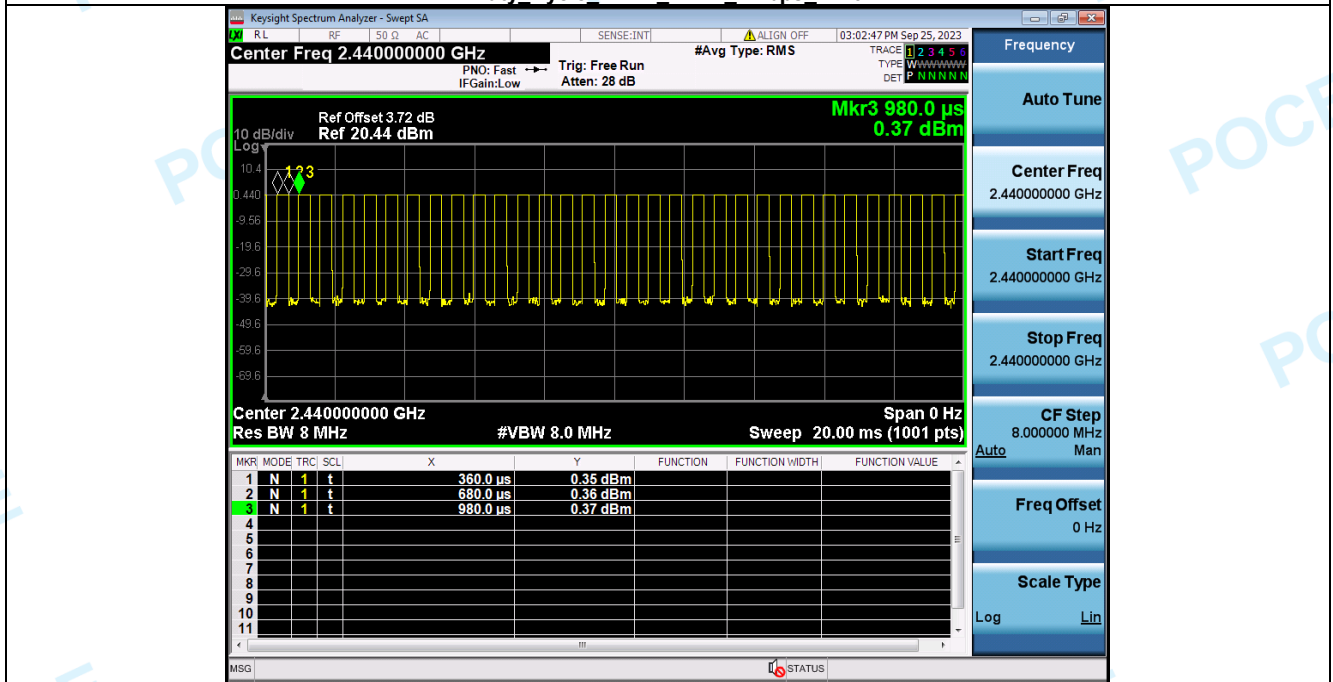 Keysight Spectrum Analyzer - Swept SA
RL RF 50 Ω AC SENSE:INT ALIGN OFF 03:02:47 PM Sep 25, 2023
Center Freq 2.440000000 GHz
#Avg Type: RMS
TRACE 1 2 3 4 5 6
TYPE WWWWWW
DET P N N N N N
PNO: Fast
IFGain:Low
Trig: Free Run
Atten: 28 dB
Mkr3 980.0 µs
0.37 dBm
Ref Offset 3.72 dB
10 dB/div Ref 20.44 dBm
Log
10.4
0.440
-9.56
-19.6
-29.6
-39.6
-49.6
-59.6
-69.6
1 2 3
Center 2.440000000 GHz Span 0 Hz
Res BW 8 MHz #VBW 8.0 MHz Sweep 20.00 ms (1001 pts)
MKR MODE TRC SCL X Y FUNCTION FUNCTION WIDTH FUNCTION VALUE
1 N 1 t 360.0 µs 0.35 dBm
2 N 1 t 680.0 µs 0.36 dBm
3 N 1 t 980.0 µs 0.37 dBm
4
5
6
7
8
9
10
11
MSG STATUS
Frequency
Auto Tune
Center Freq
2.440000000 GHz
Start Freq
2.440000000 GHz
Stop Freq
2.440000000 GHz
CF Step
8.000000 MHz
Auto Man
Freq Offset
0 Hz
Scale Type
Log Lin